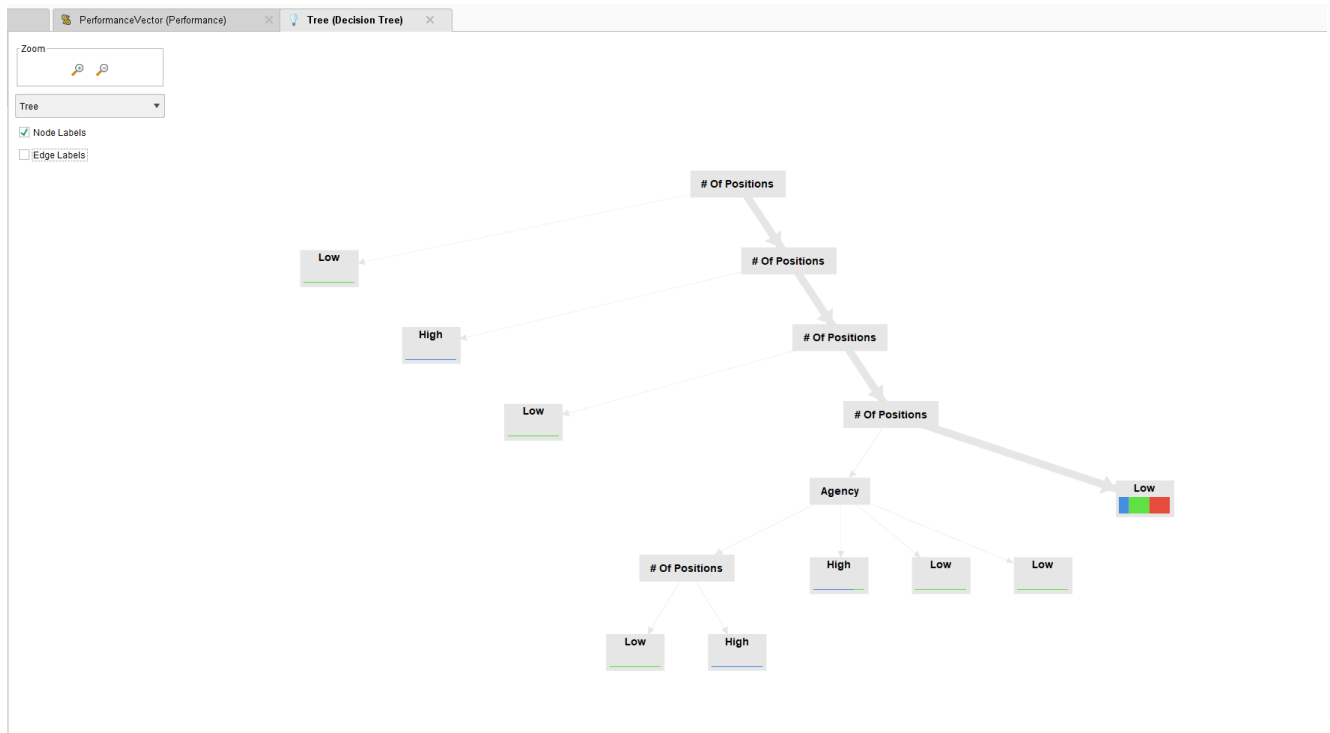 PerformanceVector (Performance)
Tree (Decision Tree)
Zoom
Tree
Node Labels
Edge Labels
# Of Positions
Low
# Of Positions
High
# Of Positions
Low
# Of Positions
Agency
Low
# Of Positions
High
Low
Low
Low
High